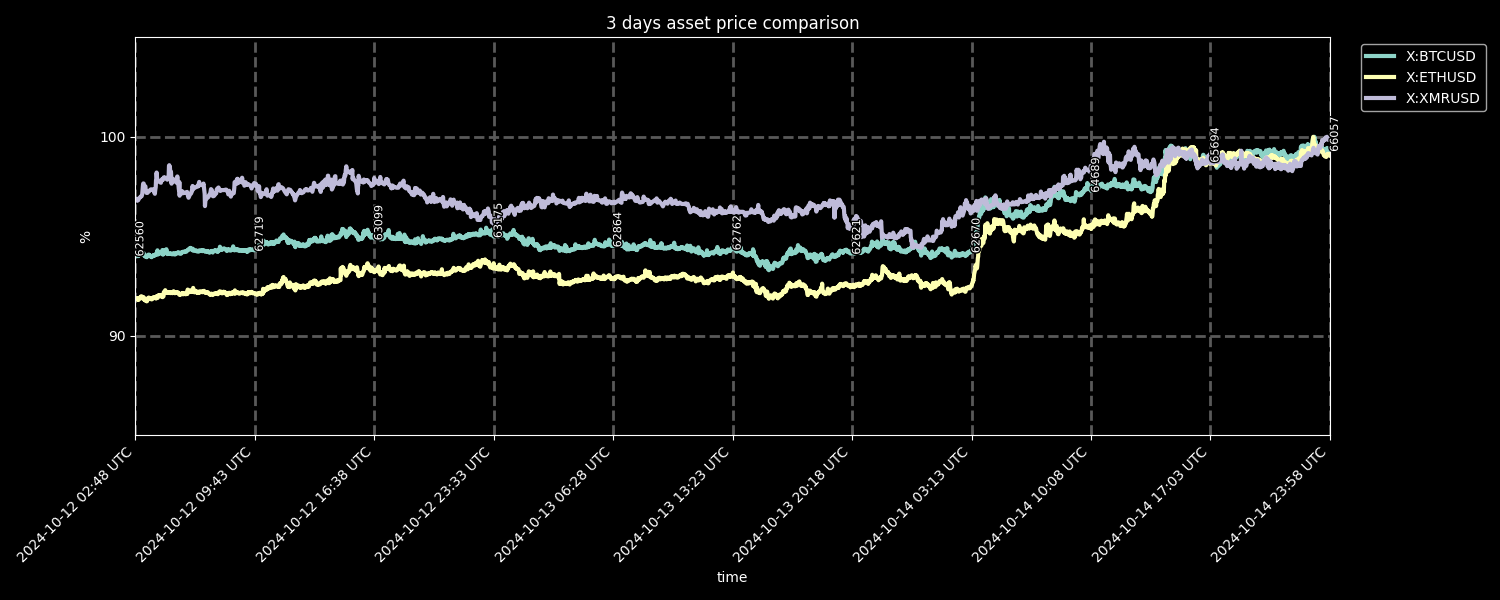 3 days asset price comparison
X:BTCUSD
X:ETHUSD
X:XMRUSD
100
90
%
62560
62719
63099
63175
62864
62762
62621
62670
64689
65694
66057
2024-10-12 02:48 UTC
2024-10-12 09:43 UTC
2024-10-12 16:38 UTC
2024-10-12 23:33 UTC
2024-10-13 06:28 UTC
2024-10-13 13:23 UTC
2024-10-13 20:18 UTC
2024-10-14 03:13 UTC
2024-10-14 10:08 UTC
2024-10-14 17:03 UTC
2024-10-14 23:58 UTC
time